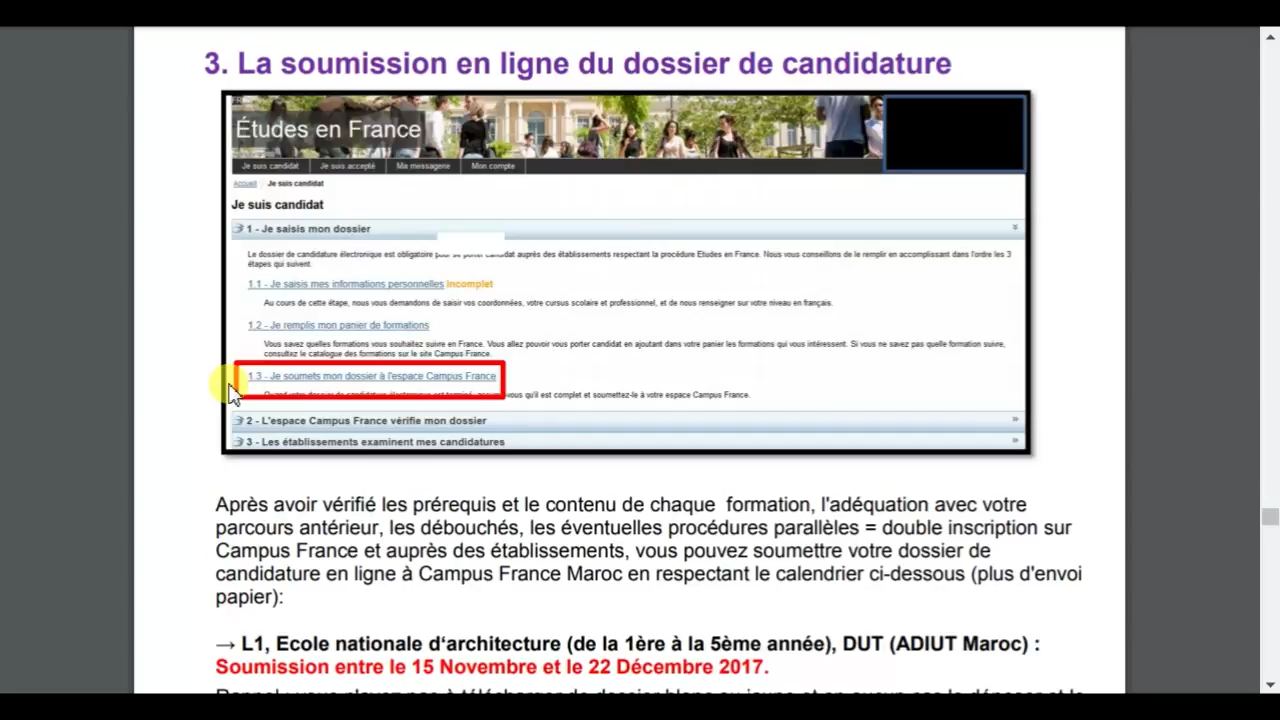 3. La soumission en ligne du dossier de candidature
Études en France
Je suis candidat
Je suis accepté
Ma messagerie
Mon compte
Accueil
Je suis candidat
Je suis candidat
1 - Je saisis mon dossier
Le dossier de candidature électronique est obligatoire auprès des établissements respectant la procédure Etudes en France. Nous vous conseillons de le remplir en accomplissant dans l'ordre les 3
étapes qui suivent.
1.1 - Je saisis mes informations personnelles Incomplet
Au cours de cette étape, nous vous demandons de saisir vos coordonnées, votre cursus scolaire et professionnel, et de nous renseigner sur votre niveau en français.
1.2 - Je remplis mon panier de formations
Vous savez quelles formations vous souhaitez suivre en France. Vous allez pouvoir vous porter candidat en ajoutant dans votre panier les formations qui vous intéressent. Si vous ne savez pas quelle formation suivre,
consultez le catalogue des formations sur le site Campus France.
1.3 - Je soumets mon dossier à l'espace Campus France
qu'il est complet et soumettez-le à votre espace Campus France.
2 - L'espace Campus France vérifie mon dossier
3 - Les établissements examinent mes candidatures
Après avoir vérifié les prérequis et le contenu de chaque formation, l'adéquation avec votre
parcours antérieur, les débouchés, les éventuelles procédures parallèles = double inscription sur
Campus France et auprès des établissements, vous pouvez soumettre votre dossier de
candidature en ligne à Campus France Maroc en respectant le calendrier ci-dessous (plus d'envoi
papier):
→ L1, Ecole nationale d‘architecture (de la 1ère à la 5ème année), DUT (ADIUT Maroc) :
Soumission entre le 15 Novembre et le 22 Décembre 2017.